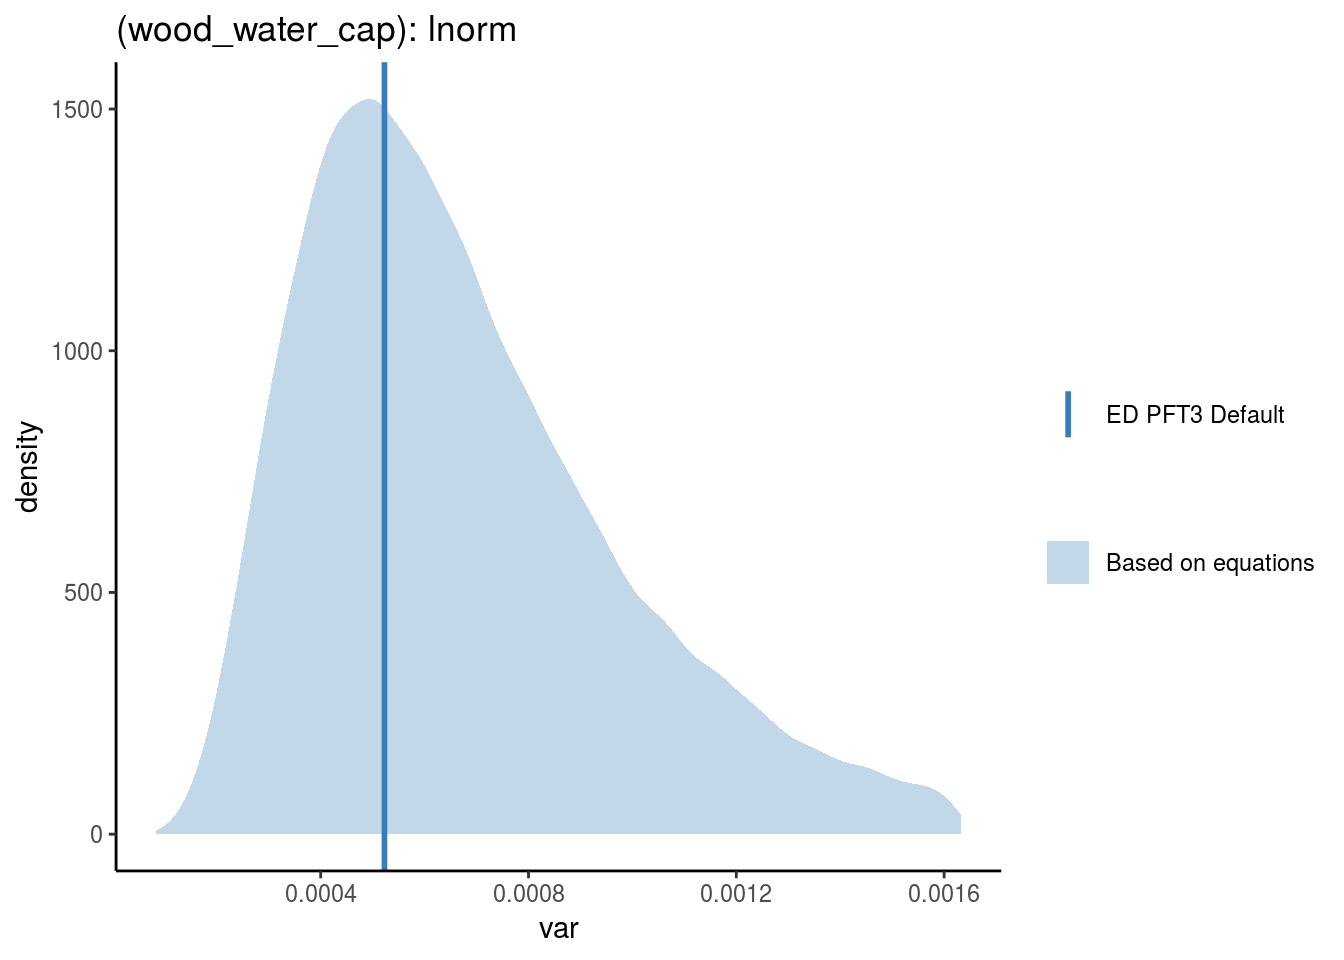 (wood_water_cap): lnorm
1500
1000
500
0
density
0.0004
0.0008
0.0012
0.0016
var
ED PFT3 Default
Based on equations